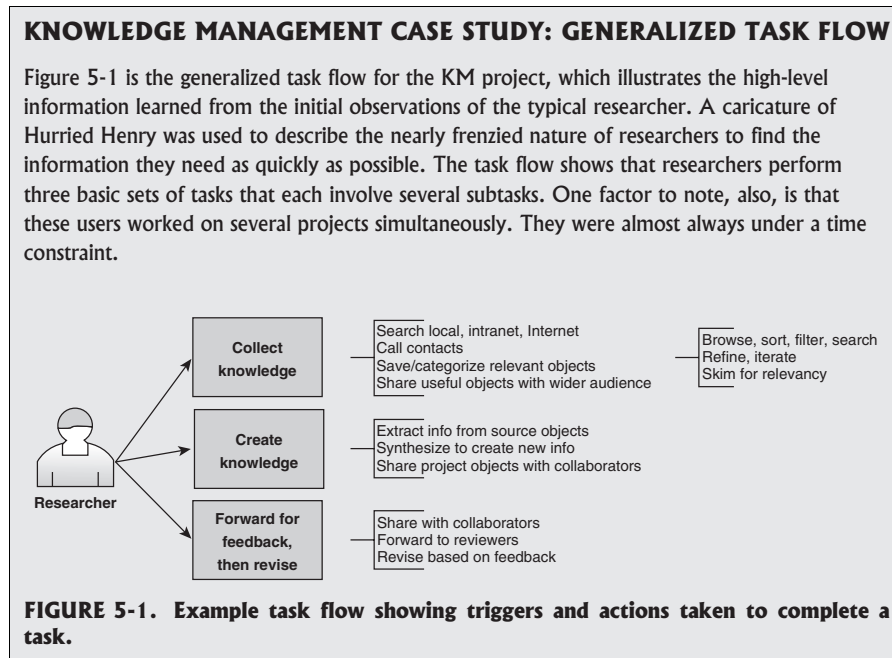 KNOWLEDGE MANAGEMENT CASE STUDY: GENERALIZED TASK FLOW
Figure 5-1 is the generalized task flow for the KM project, which illustrates the high-level
information learned from the initial observations of the typical researcher. A caricature of
Hurried Henry was used to describe the nearly frenzied nature of researchers to find the
information they need as quickly as possible. The task flow shows that researchers perform
three basic sets of tasks that each involve several subtasks. One factor to note, also, is that
these users worked on several projects simultaneously. They were almost always under a time
constraint.
Researcher
Collect
knowledge
Search local, intranet, Internet
Call contacts
Save/categorize relevant objects
Share useful objects with wider audience
Browse, sort, filter, search
Refine, iterate
Skim for relevancy
Create
knowledge
Extract info from source objects
Synthesize to create new info
Share project objects with collaborators
Forward for
feedback,
then revise
Share with collaborators
Forward to reviewers
Revise based on feedback
FIGURE 5-1. Example task flow showing triggers and actions taken to complete a
task.